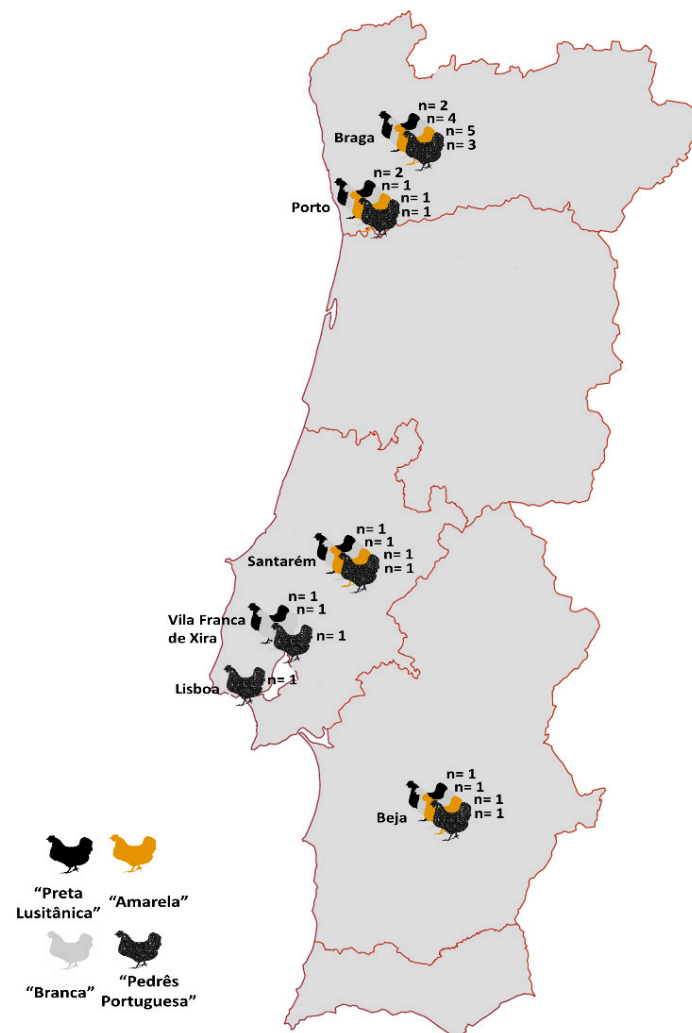 n= 2
n= 4
n= 5
n= 3
Braga
n= 2
n= 1
n= 1
n= 1
Porto
n= 1
n= 1
n= 1
n= 1
Santarém
n= 1
n= 1
n= 1
Vila Franca
de Xira
n= 1
Lisboa
n= 1
n= 1
n= 1
n= 1
Beja
“Preta
Lusitânica”
“Amarela”
“Branca”
“Pedrês
Portuguesa”